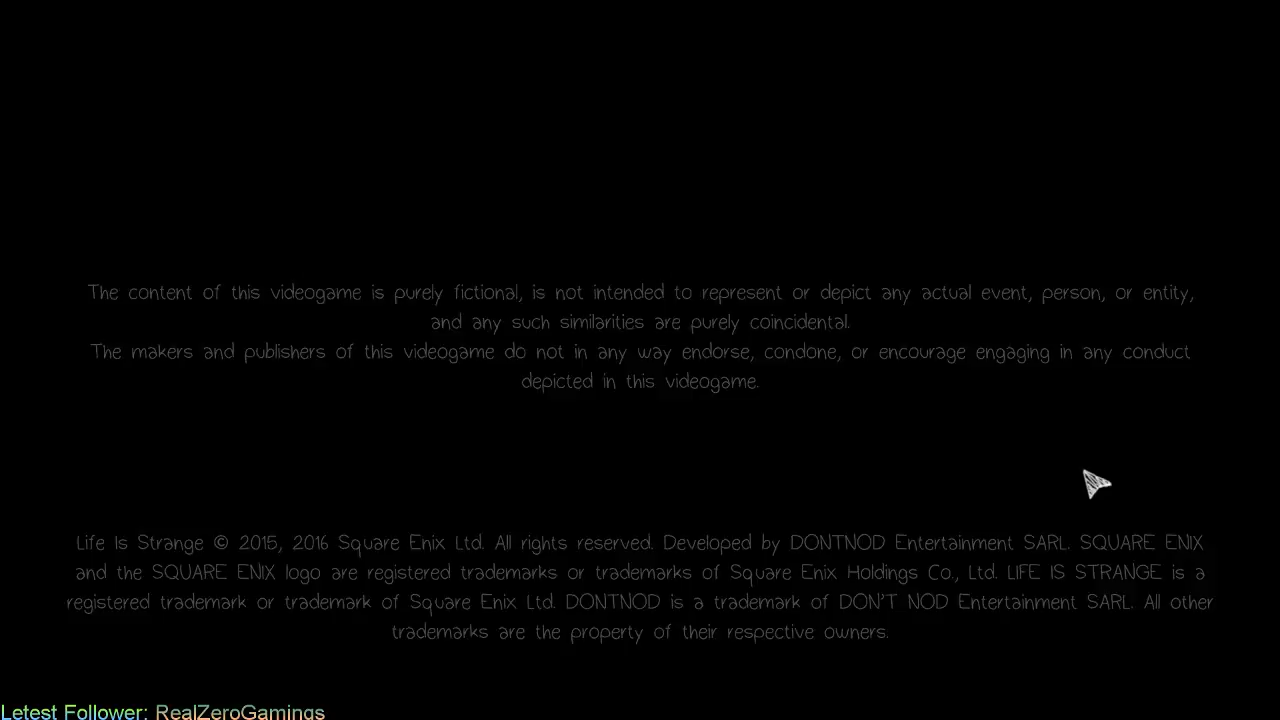 The content of this videogame is purely fictional, is not intended to represent or depict any actual event, person, or entity,
and any such similarities are purely coincidental.
The makers and publishers of this videogame do not in any way endorse, condone, or encourage engaging in any conduct
depicted in this videogame.
Life Is Strange © 2015, 2016 Square Enix Ltd. All rights reserved. Developed by DONTNOD Entertainment SARL. SQUARE ENIX
and the SQUARE ENIX logo are registered trademarks or trademarks of Square Enix Holdings Co., Ltd. LIFE IS STRANGE is a
registered trademark or trademark of Square Enix Ltd. DONTNOD is a trademark of DON'T NOD Entertainment SARL. All other
trademarks are the property of their respective owners.
Letest Follower: RealZeroGamings